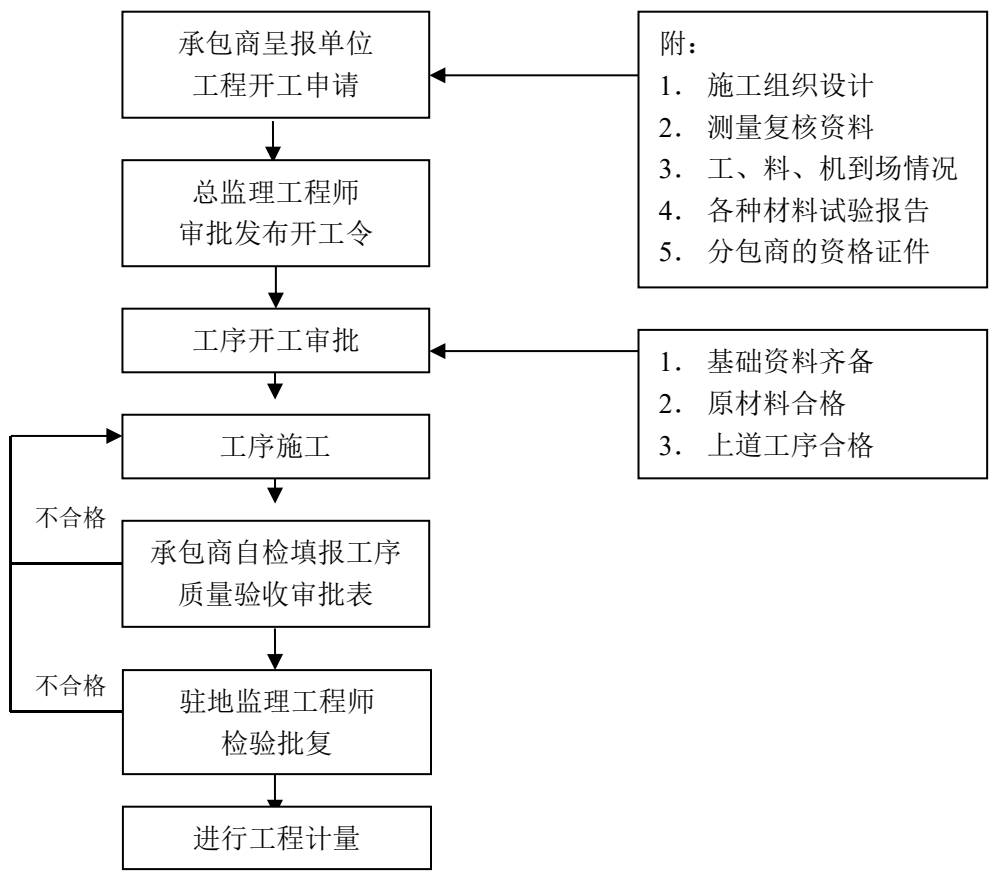 承包商呈报单位
工程开工申请
附：
1． 施工组织设计
2． 测量复核资料
3． 工、料、机到场情况
4． 各种材料试验报告
5． 分包商的资格证件
总监理工程师
审批发布开工令
工序开工审批
1． 基础资料齐备
2． 原材料合格
3． 上道工序合格
工序施工
不合格
承包商自检填报工序
质量验收审批表
不合格
驻地监理工程师
检验批复
进行工程计量